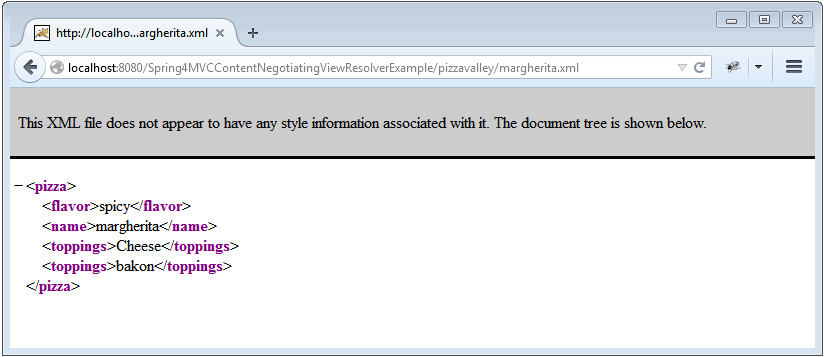 http://localho...argherita.xml
localhost:8080/Spring4MVCContentNegotiatingViewResolverExample/pizzavalley/margherita.xml
This XML file does not appear to have any style information associated with it. The document tree is shown below.
<pizza>
<flavor>spicy</flavor>
<name>margherita</name>
<toppings>Cheese</toppings>
<toppings>bakon</toppings>
</pizza>